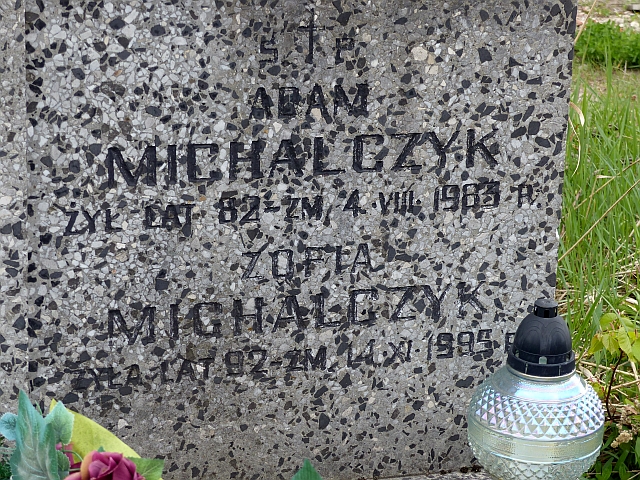 S † P.
ADAM
MICHALCZYK
ŻYŁ LAT 82-ZM. 4. VIII. 1983 R.
ZOFIA
MICHALCZYK
ŻYŁA LAT 92-ZM. 14.XI 1995